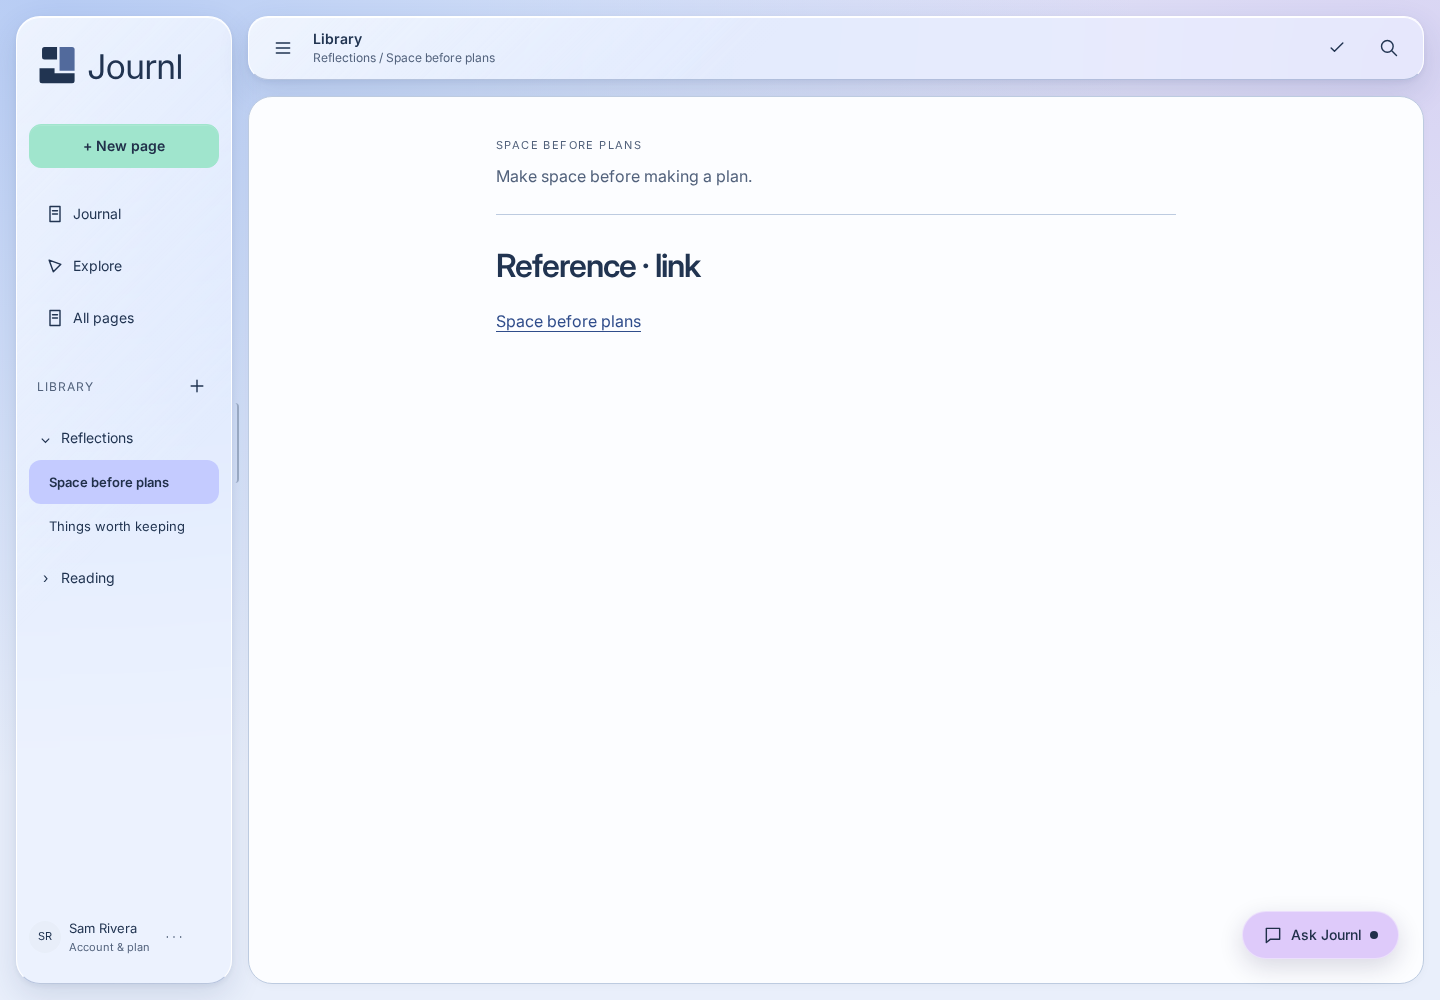 Journl
+ New page
Journal
Explore
All pages
LIBRARY
Reflections
Space before plans
Things worth keeping
Reading
SR
Sam Rivera
Account & plan
...
Library
Reflections / Space before plans
SPACE BEFORE PLANS
Make space before making a plan.
Reference · link
Space before plans
Ask Journl